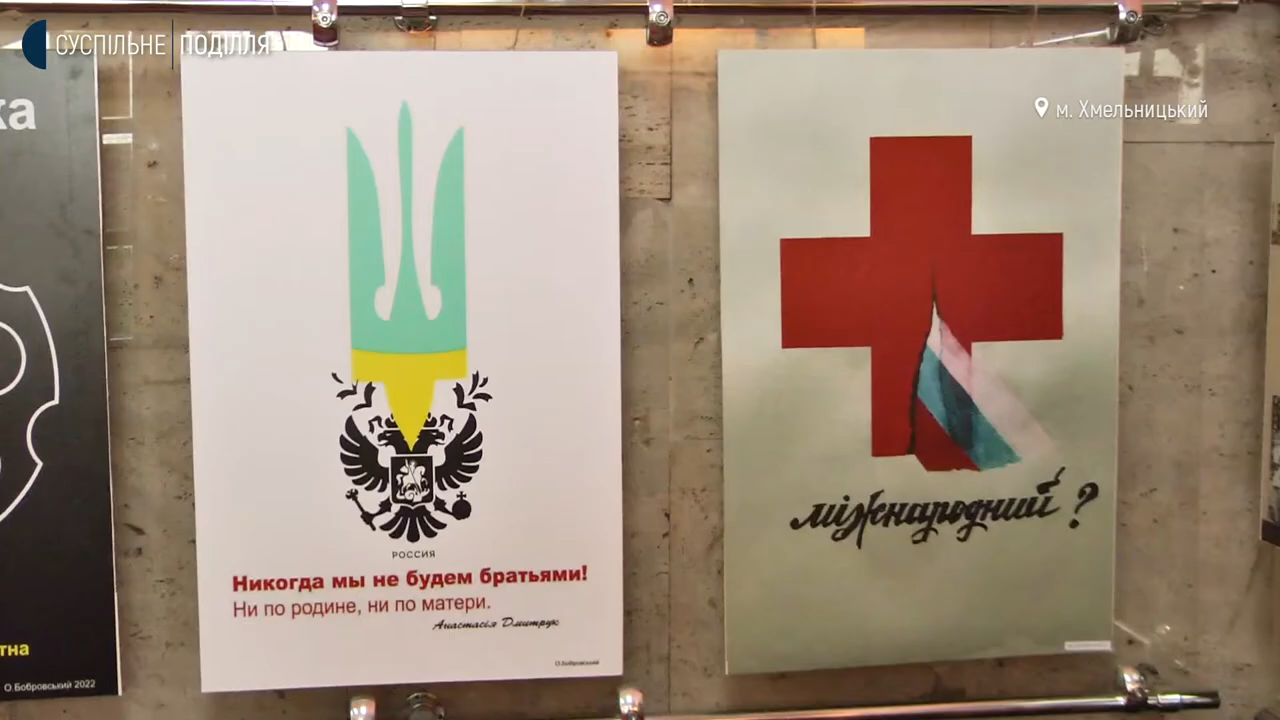 СУСПІЛЬНЕ ПОДІЛЛЯ
м. Хмельницький
ка
тна
О.Бобровський 2022
РОССИЯ
Никогда мы не будем братьями!
Ни по родине, ни по матери.
Анастасія Дмитрук
О.Бобровський
міжнародний ?